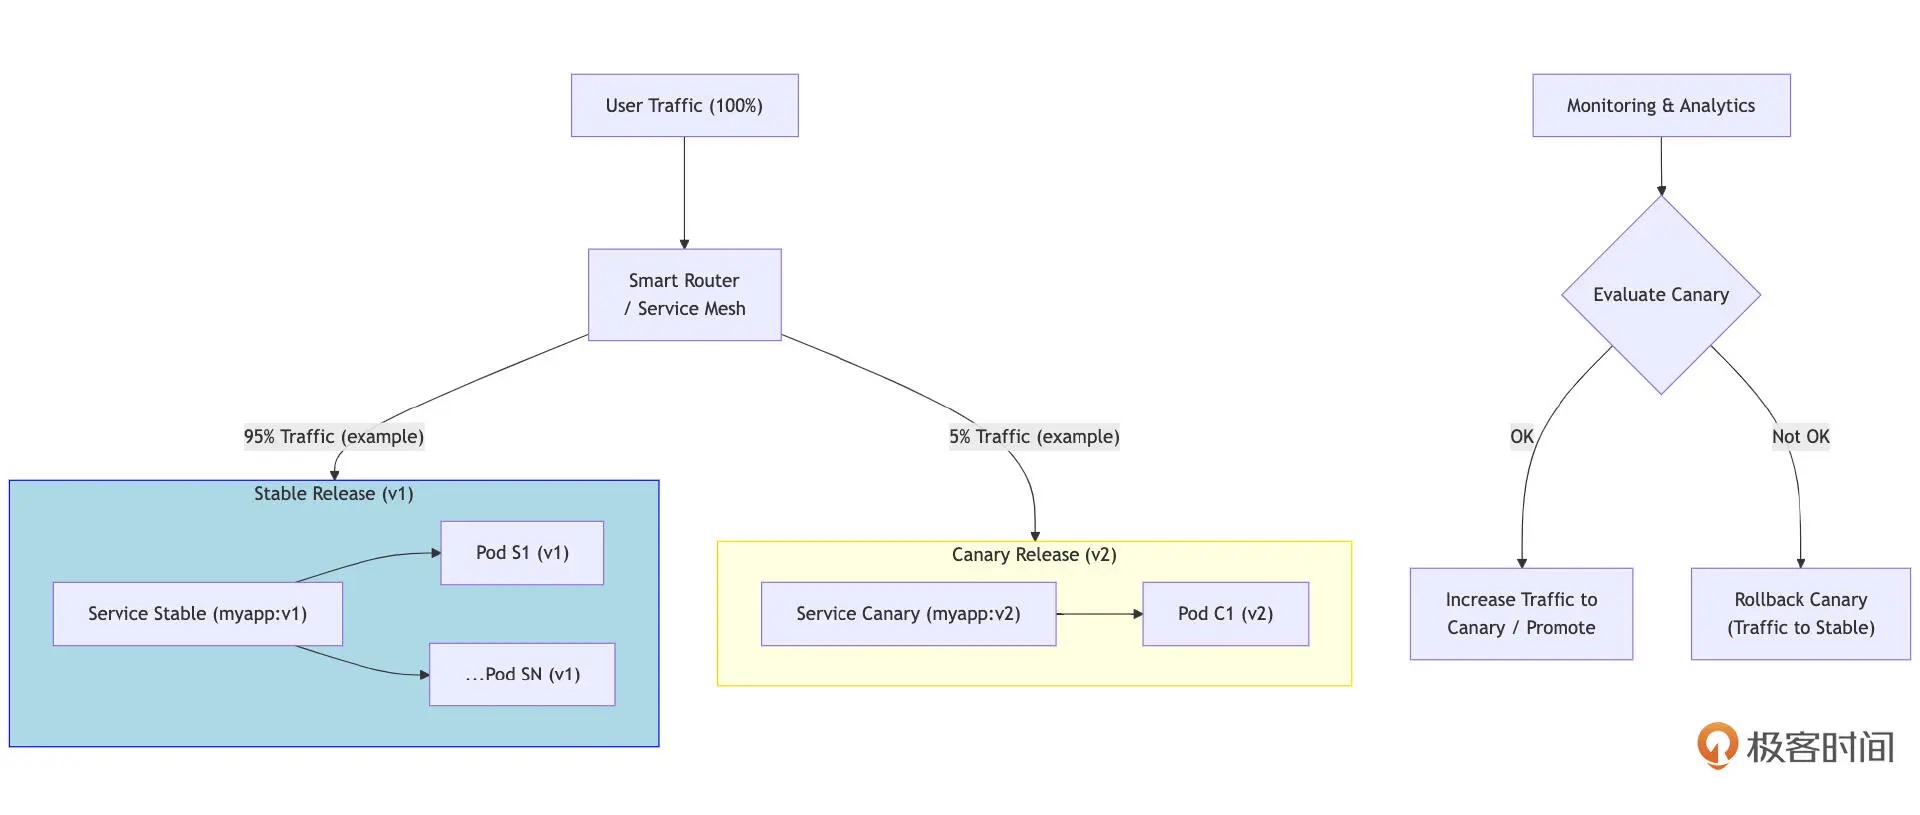 User Traffic (100%)
Smart Router
/ Service Mesh
95% Traffic (example)
5% Traffic (example)
Stable Release (v1)
Service Stable (myapp:v1)
Pod S1 (v1)
...Pod SN (v1)
Canary Release (v2)
Service Canary (myapp:v2)
Pod C1 (v2)
Monitoring & Analytics
Evaluate Canary
OK
Not OK
Increase Traffic to
Canary / Promote
Rollback Canary
(Traffic to Stable)
极客时间